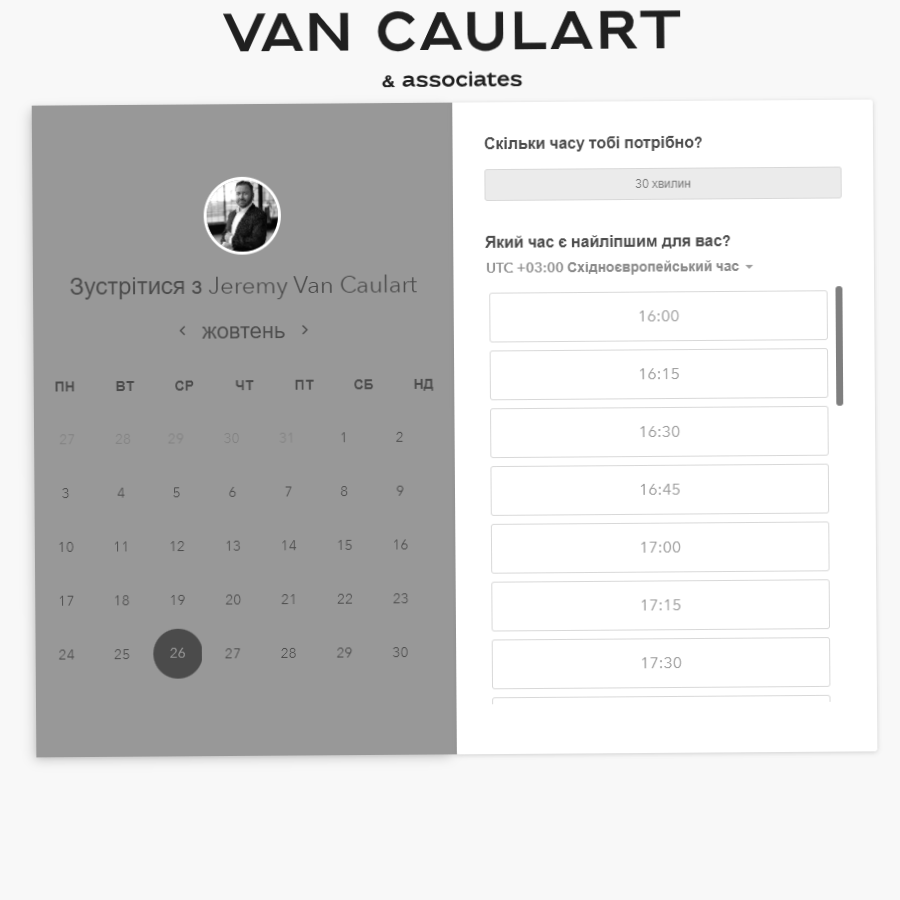 VAN CAULART
& associates
Зустрітися з Jeremy Van Caulart
‹ жовтень ›
ПН ВТ СР ЧТ ПТ СБ НД
27 28 29 30 31 1 2
3 4 5 6 7 8 9
10 11 12 13 14 15 16
17 18 19 20 21 22 23
24 25 26 27 28 29 30
Скільки часу тобі потрібно?
30 хвилин
Який час є найліпшим для вас?
UTC +03:00 Східноєвропейський час
16:00
16:15
16:30
16:45
17:00
17:15
17:30